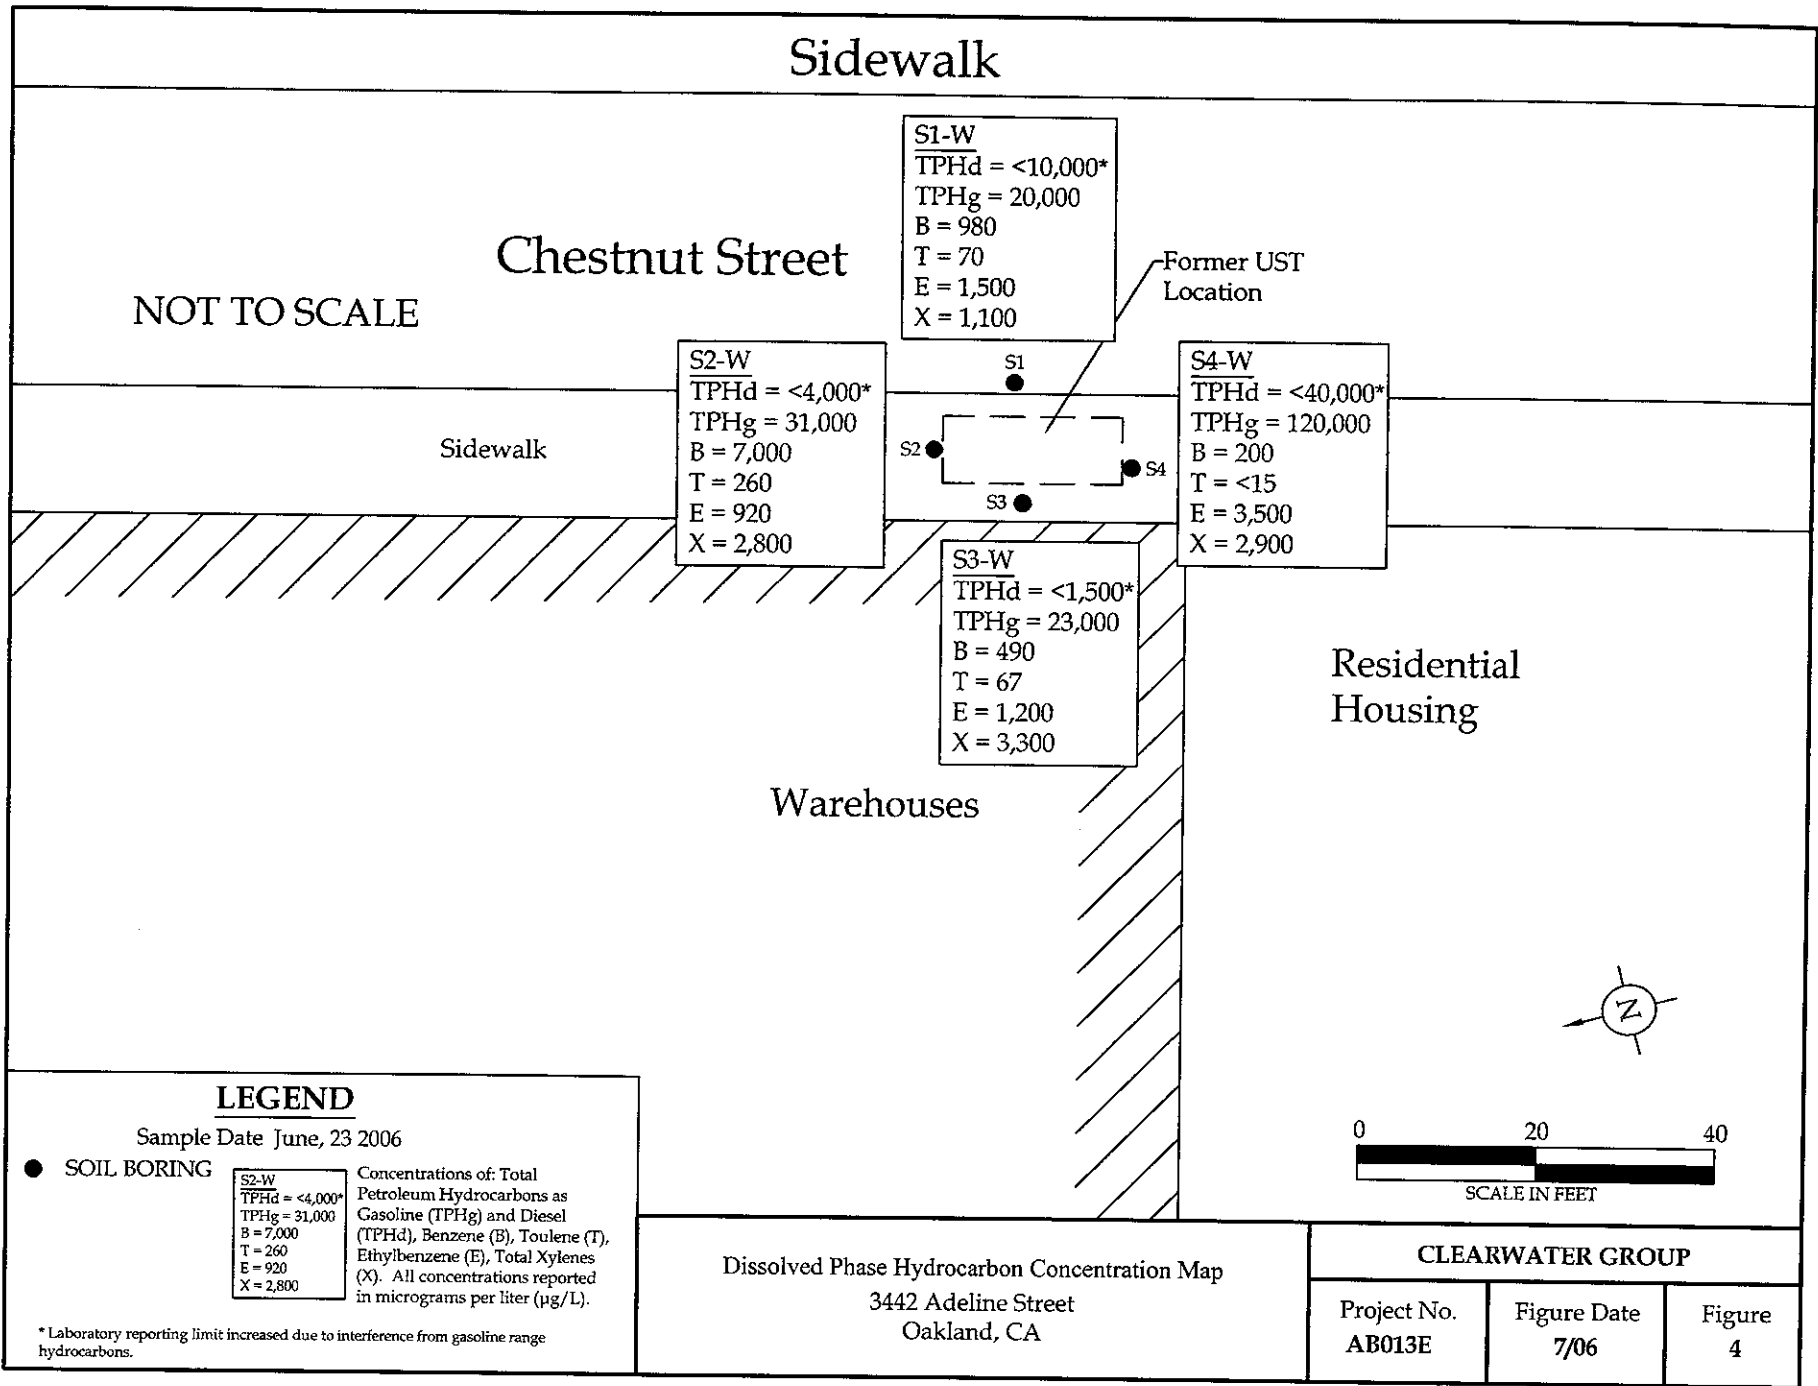 Sidewalk
S1-W
TPHd = <10,000*
TPHg = 20,000
B = 980
T = 70
E = 1,500
X = 1,100
Chestnut Street
Former UST
Location
NOT TO SCALE
S2-W
TPHd = <4,000*
TPHg = 31,000
B = 7,000
T = 260
E = 920
X = 2,800
S1
S2
S3
S4
S4-W
TPHd = <40,000*
TPHg = 120,000
B = 200
T = <15
E = 3,500
X = 2,900
Sidewalk
S3-W
TPHd = <1,500*
TPHg = 23,000
B = 490
T = 67
E = 1,200
X = 3,300
Residential
Housing
Warehouses
N
0 20 40
SCALE IN FEET
LEGEND
Sample Date June, 23 2006
SOIL BORING
S2-W
TPHd = <4,000*
TPHg = 31,000
B = 7,000
T = 260
E = 920
X = 2,800
Concentrations of: Total
Petroleum Hydrocarbons as
Gasoline (TPHg) and Diesel
(TPHd), Benzene (B), Toulene (T),
Ethylbenzene (E), Total Xylenes
(X). All concentrations reported
in micrograms per liter (µg/L).
* Laboratory reporting limit increased due to interference from gasoline range
hydrocarbons.
Dissolved Phase Hydrocarbon Concentration Map
3442 Adeline Street
Oakland, CA
CLEARWATER GROUP
Project No.
AB013E
Figure Date
7/06
Figure
4